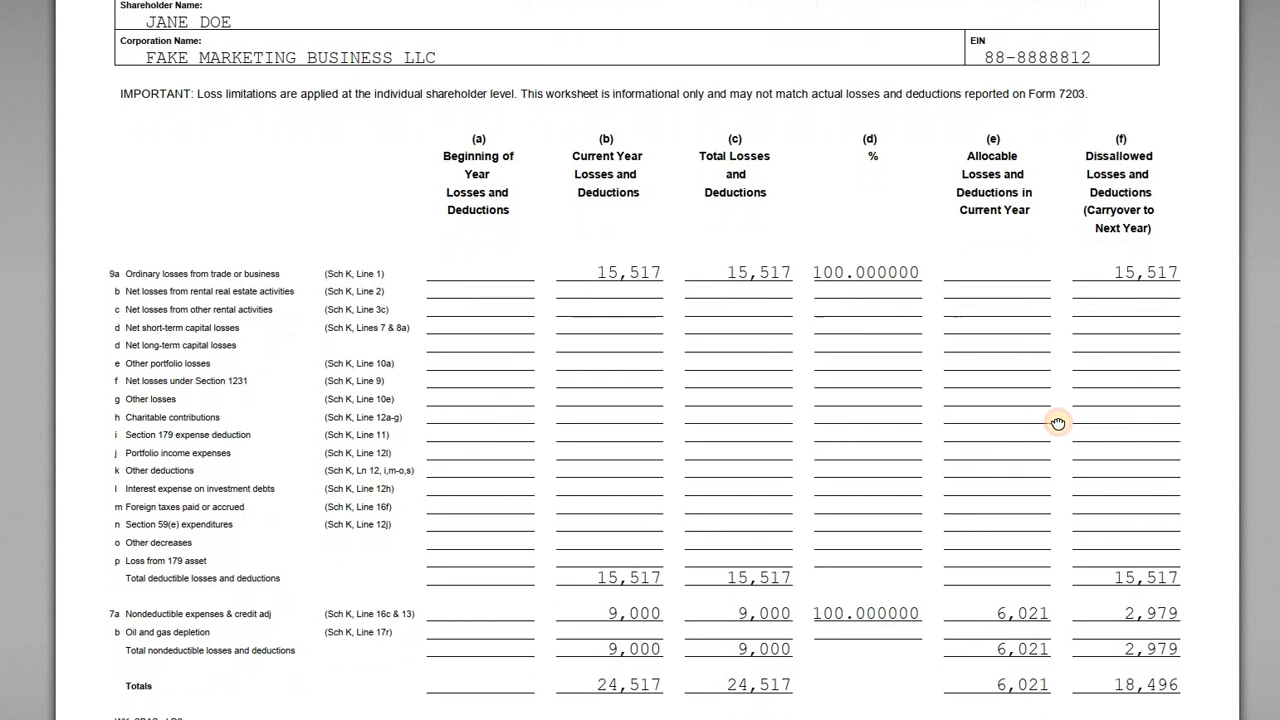 Shareholder Name:
JANE DOE
Corporation Name:
EIN
FAKE MARKETING BUSINESS LLC
88-8888812
IMPORTANT: Loss limitations are applied at the individual shareholder level. This worksheet is informational only and may not match actual losses and deductions reported on Form 7203.
(a) Beginning of Year Losses and Deductions
(b) Current Year Losses and Deductions
(c) Total Losses and Deductions
(d) %
(e) Allocable Losses and Deductions in Current Year
(f) Dissallowed Losses and Deductions (Carryover to Next Year)
9a Ordinary losses from trade or business (Sch K, Line 1) 15,517 15,517 100.000000 15,517
b Net losses from rental real estate activities (Sch K, Line 2)
c Net losses from other rental activities (Sch K, Line 3c)
d Net short-term capital losses (Sch K, Lines 7 & 8a)
d Net long-term capital losses
e Other portfolio losses (Sch K, Line 10a)
f Net losses under Section 1231 (Sch K, Line 9)
g Other losses (Sch K, Line 10e)
h Charitable contributions (Sch K, Line 12a-g)
i Section 179 expense deduction (Sch K, Line 11)
j Portfolio income expenses (Sch K, Line 12l)
k Other deductions (Sch K, Ln 12, i,m-o,s)
l Interest expense on investment debts (Sch K, Line 12h)
m Foreign taxes paid or accrued (Sch K, Line 16f)
n Section 59(e) expenditures (Sch K, Line 12j)
o Other decreases
p Loss from 179 asset
Total deductible losses and deductions 15,517 15,517 15,517
7a Nondeductible expenses & credit adj (Sch K, Line 16c & 13) 9,000 9,000 100.000000 6,021 2,979
b Oil and gas depletion (Sch K, Line 17r)
Total nondeductible losses and deductions 9,000 9,000 6,021 2,979
Totals 24,517 24,517 6,021 18,496